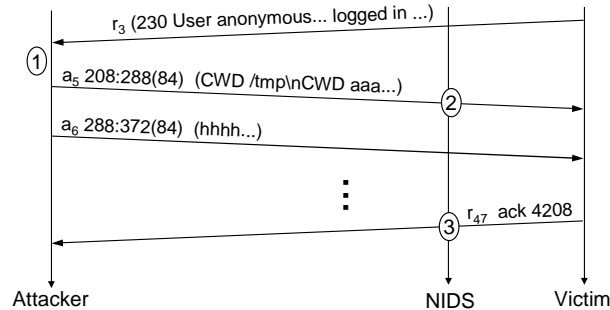 r3 (230 User anonymous... logged in ...)
1
a5 208:288(84) (CWD /tmp\nCWD aaa...)
2
a6 288:372(84) (hhhh...)
r47 ack 4208
3
Attacker NIDS Victim